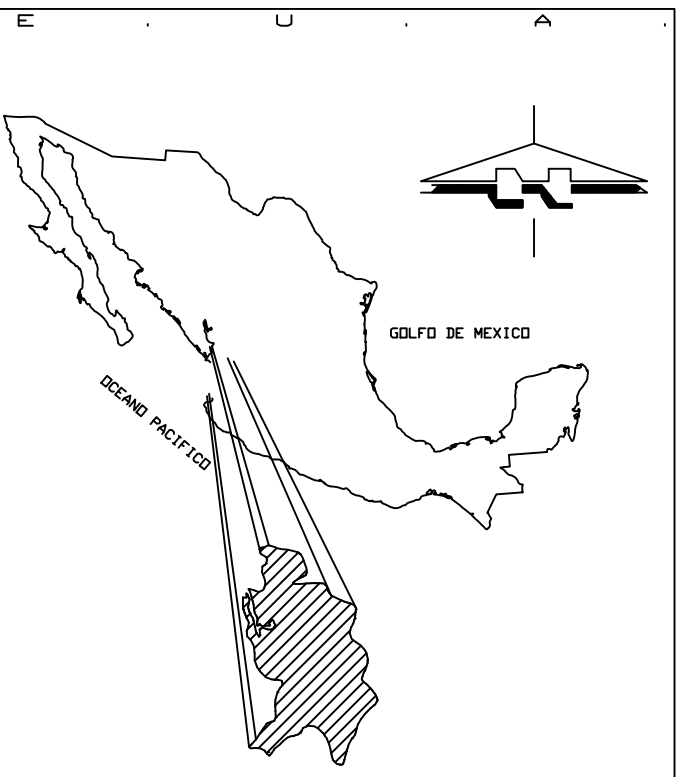 E . U . A .
GOLFO DE MEXICO
OCEANO PACIFICO